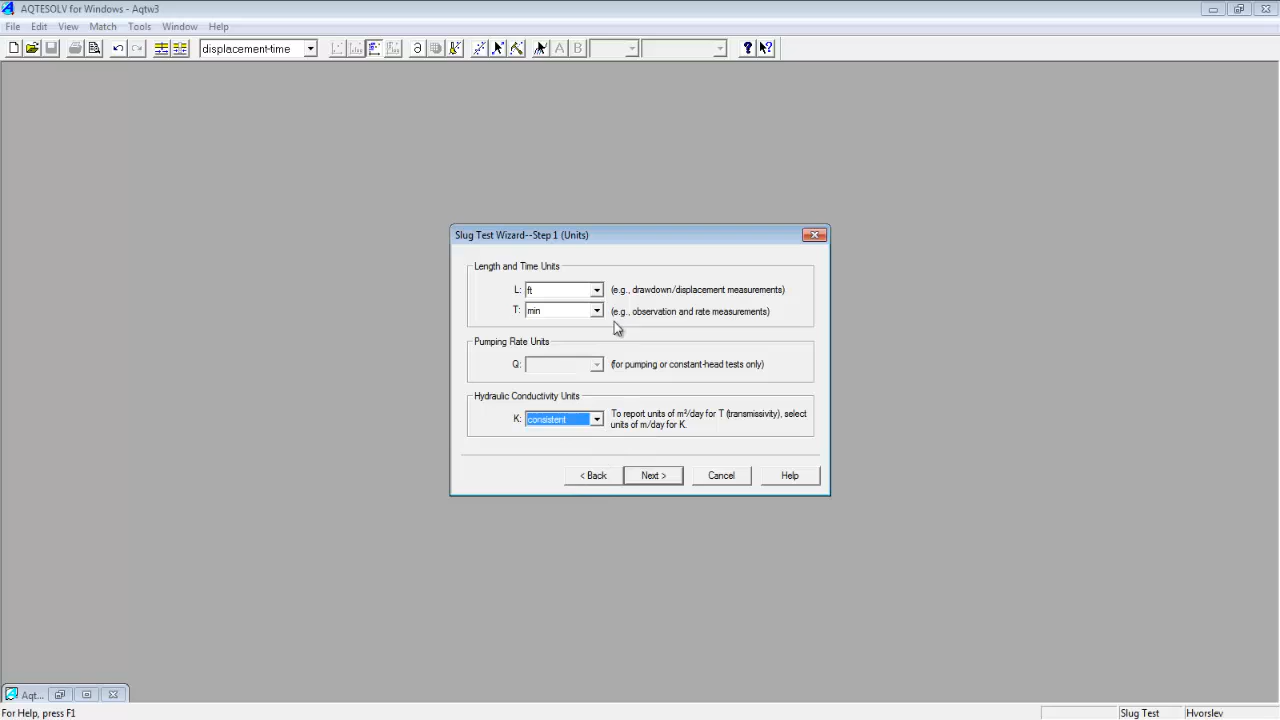 AQTESOLV for Windows - Aqtw3
File Edit View Match Tools Window Help
displacement-time
A B
Slug Test Wizard--Step 1 (Units)
Length and Time Units
L: ft (e.g., drawdown/displacement measurements)
T: min (e.g., observation and rate measurements)
Pumping Rate Units
Q: (for pumping or constant-head tests only)
Hydraulic Conductivity Units
K: consistent To report units of m²/day for T (transmissivity), select
units of m/day for K.
< Back Next > Cancel Help
Aqt...
For Help, press F1 Slug Test Hvorslev